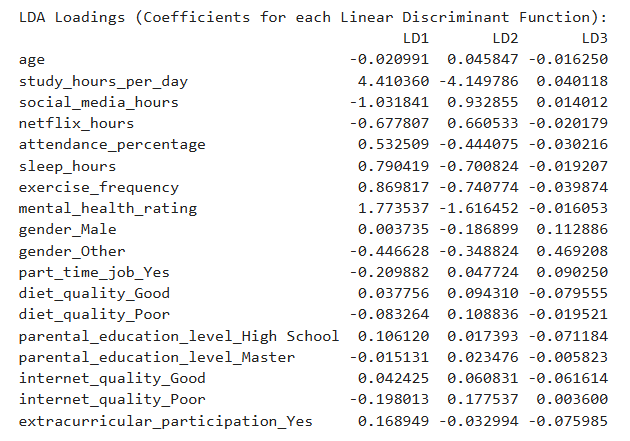 LDA Loadings (Coefficients for each Linear Discriminant Function):
LD1 LD2 LD3
age -0.020991 0.045847 -0.016250
study_hours_per_day 4.410360 -4.149786 0.040118
social_media_hours -1.031841 0.932855 0.014012
netflix_hours -0.677807 0.660533 -0.020179
attendance_percentage 0.532509 -0.444075 -0.030216
sleep_hours 0.790419 -0.700824 -0.019207
exercise_frequency 0.869817 -0.740774 -0.039874
mental_health_rating 1.773537 -1.616452 -0.016053
gender_Male 0.003735 -0.186899 0.112886
gender_Other -0.446628 -0.348824 0.469208
part_time_job_Yes -0.209882 0.047724 0.090250
diet_quality_Good 0.037756 0.094310 -0.079555
diet_quality_Poor -0.083264 0.108836 -0.019521
parental_education_level_High School 0.106120 0.017393 -0.071184
parental_education_level_Master -0.015131 0.023476 -0.005823
internet_quality_Good 0.042425 0.060831 -0.061614
internet_quality_Poor -0.198013 0.177537 0.003600
extracurricular_participation_Yes 0.168949 -0.032994 -0.075985